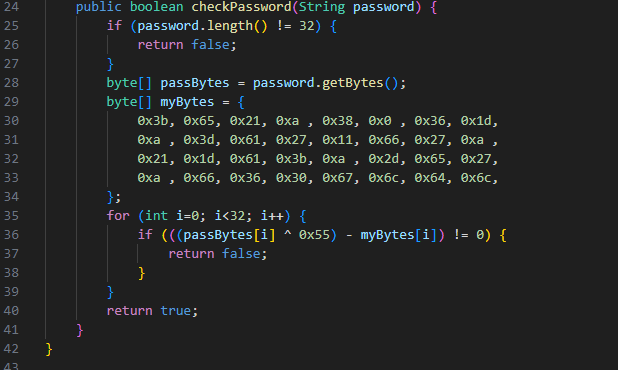 24 public boolean checkPassword(String password) {
25 if (password.length() != 32) {
26 return false;
27 }
28 byte[] passBytes = password.getBytes();
29 byte[] myBytes = {
30 0x3b, 0x65, 0x21, 0xa , 0x38, 0x0 , 0x36, 0x1d,
31 0xa , 0x3d, 0x61, 0x27, 0x11, 0x66, 0x27, 0xa ,
32 0x21, 0x1d, 0x61, 0x3b, 0xa , 0x2d, 0x65, 0x27,
33 0xa , 0x66, 0x36, 0x30, 0x67, 0x6c, 0x64, 0x6c,
34 };
35 for (int i=0; i<32; i++) {
36 if (((passBytes[i] ^ 0x55) - myBytes[i]) != 0) {
37 return false;
38 }
39 }
40 return true;
41 }
42 }
43